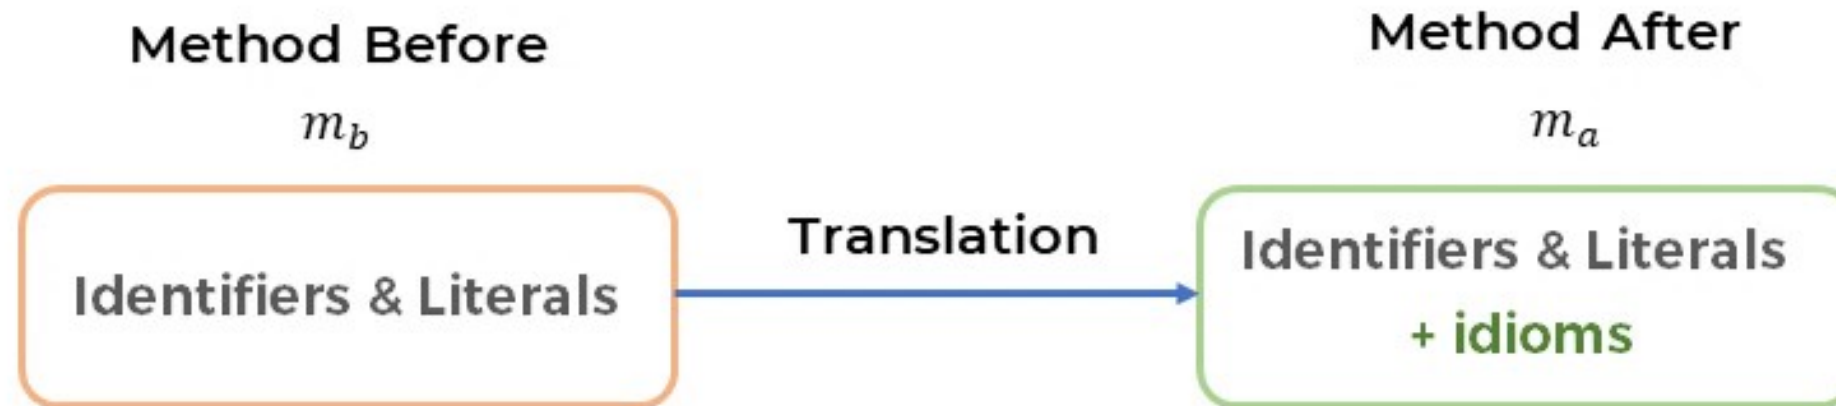 Method Before
m_b
Identifiers & Literals
Translation
Method After
m_a
Identifiers & Literals
+ idioms